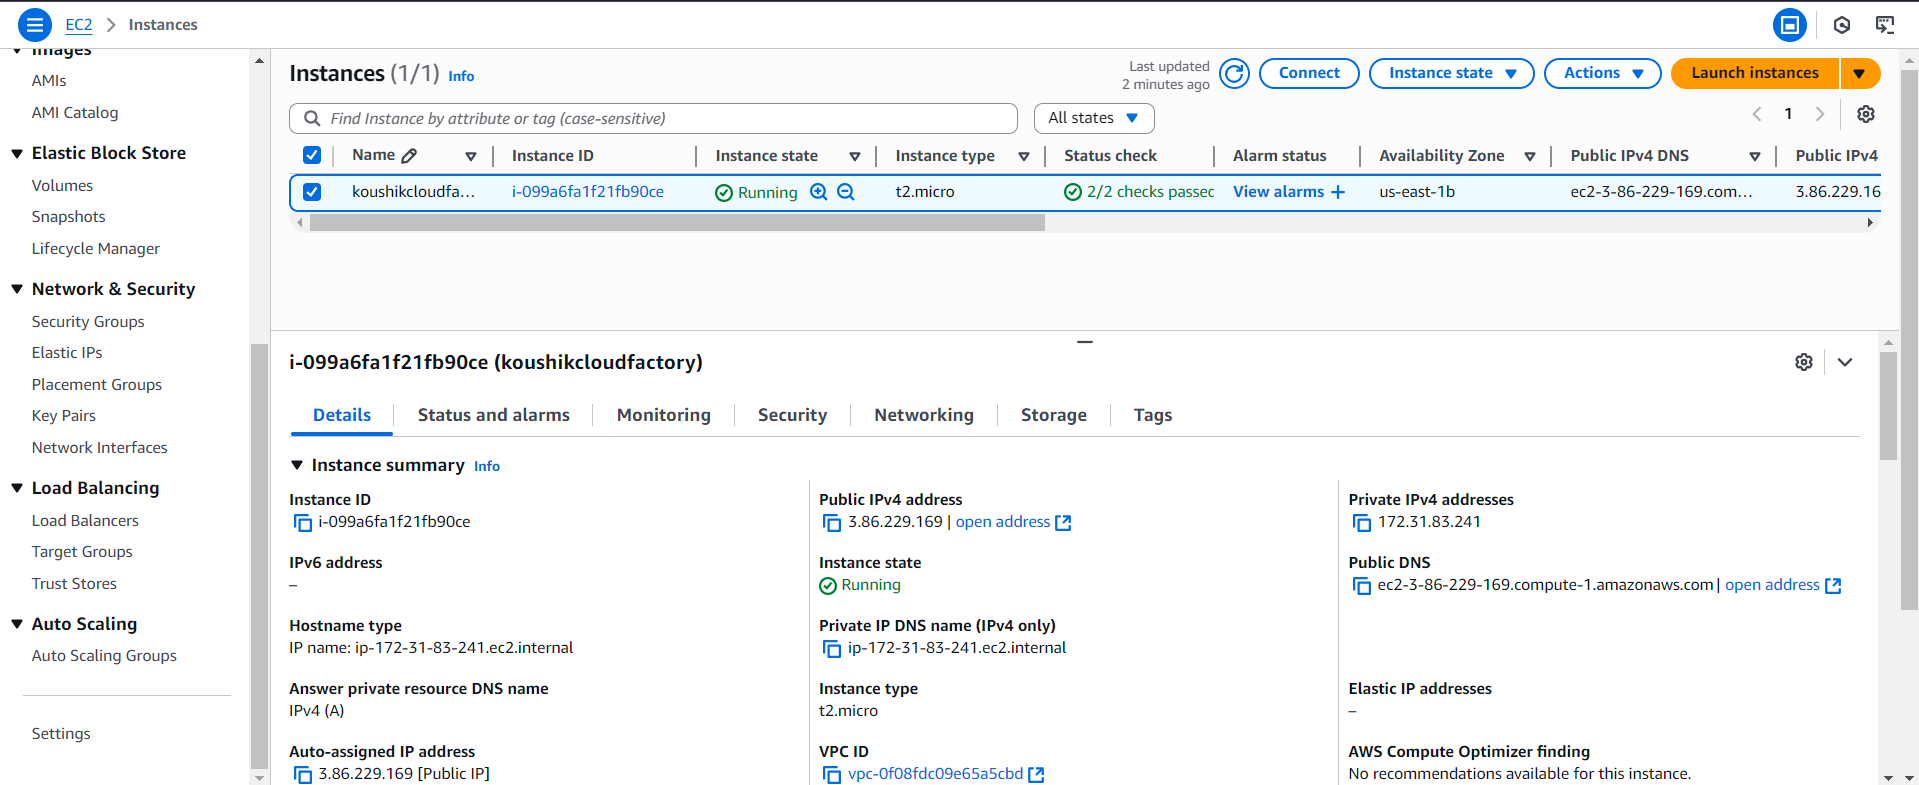 EC2 > Instances
Images
AMIs
AMI Catalog
Elastic Block Store
Volumes
Snapshots
Lifecycle Manager
Network & Security
Security Groups
Elastic IPs
Placement Groups
Key Pairs
Network Interfaces
Load Balancing
Load Balancers
Target Groups
Trust Stores
Auto Scaling
Auto Scaling Groups
Settings
Instances (1/1) Info
Last updated
2 minutes ago
Connect
Instance state
Actions
Launch instances
Find Instance by attribute or tag (case-sensitive)
All states
1
Name Instance ID Instance state Instance type Status check Alarm status Availability Zone Public IPv4 DNS Public IPv4
koushikcloudfa... i-099a6fa1f21fb90ce Running t2.micro 2/2 checks passed View alarms + us-east-1b ec2-3-86-229-169.com... 3.86.229.16
i-099a6fa1f21fb90ce (koushikcloudfactory)
Details Status and alarms Monitoring Security Networking Storage Tags
Instance summary Info
Instance ID
i-099a6fa1f21fb90ce
Public IPv4 address
3.86.229.169 | open address
Private IPv4 addresses
172.31.83.241
IPv6 address
–
Instance state
Running
Public DNS
ec2-3-86-229-169.compute-1.amazonaws.com | open address
Hostname type
IP name: ip-172-31-83-241.ec2.internal
Private IP DNS name (IPv4 only)
ip-172-31-83-241.ec2.internal
Answer private resource DNS name
IPv4 (A)
Instance type
t2.micro
Elastic IP addresses
–
Auto-assigned IP address
3.86.229.169 [Public IP]
VPC ID
vpc-0f08fdc09e65a5cbd
AWS Compute Optimizer finding
No recommendations available for this instance.